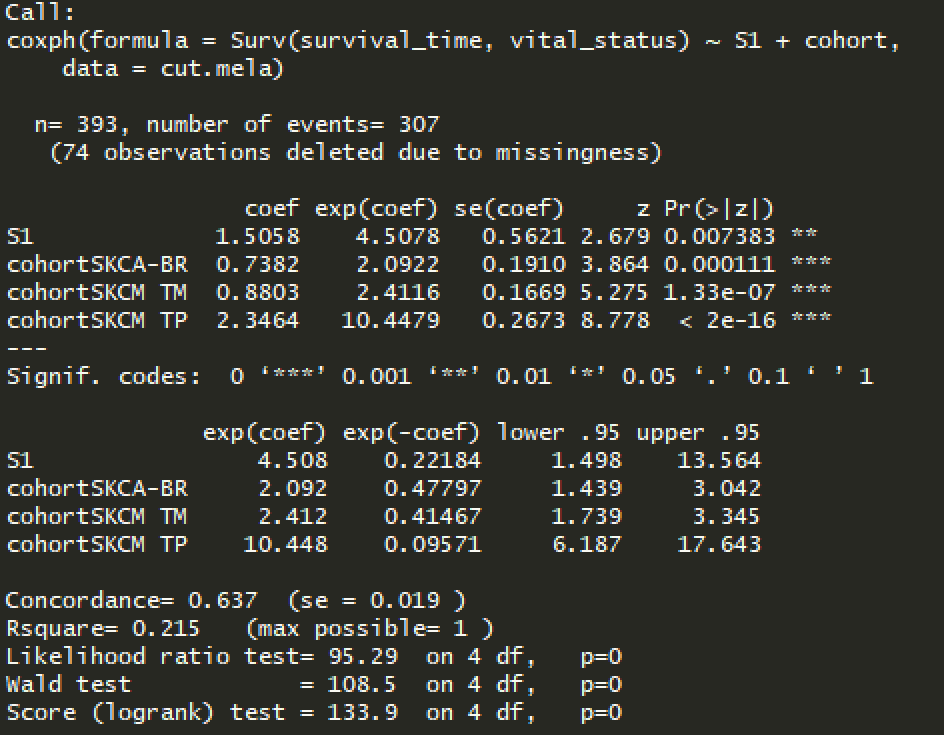 Call:
coxph(formula = Surv(survival_time, vital_status) ~ S1 + cohort,
    data = cut.mela)

  n= 393, number of events= 307
   (74 observations deleted due to missingness)

                 coef exp(coef) se(coef)     z Pr(>|z|)
S1             1.5058    4.5078   0.5621 2.679 0.007383 **
cohortSKCA-BR  0.7382    2.0922   0.1910 3.864 0.000111 ***
cohortSKCM TM  0.8803    2.4116   0.1669 5.275 1.33e-07 ***
cohortSKCM TP  2.3464   10.4479   0.2673 8.778  < 2e-16 ***
---
Signif. codes:  0 ‘***’ 0.001 ‘**’ 0.01 ‘*’ 0.05 ‘.’ 0.1 ‘ ’ 1

              exp(coef) exp(-coef) lower .95 upper .95
S1                4.508    0.22184     1.498    13.564
cohortSKCA-BR     2.092    0.47797     1.439     3.042
cohortSKCM TM     2.412    0.41467     1.739     3.345
cohortSKCM TP    10.448    0.09571     6.187    17.643

Concordance= 0.637  (se = 0.019 )
Rsquare= 0.215   (max possible= 1 )
Likelihood ratio test= 95.29  on 4 df,   p=0
Wald test            = 108.5  on 4 df,   p=0
Score (logrank) test = 133.9  on 4 df,   p=0